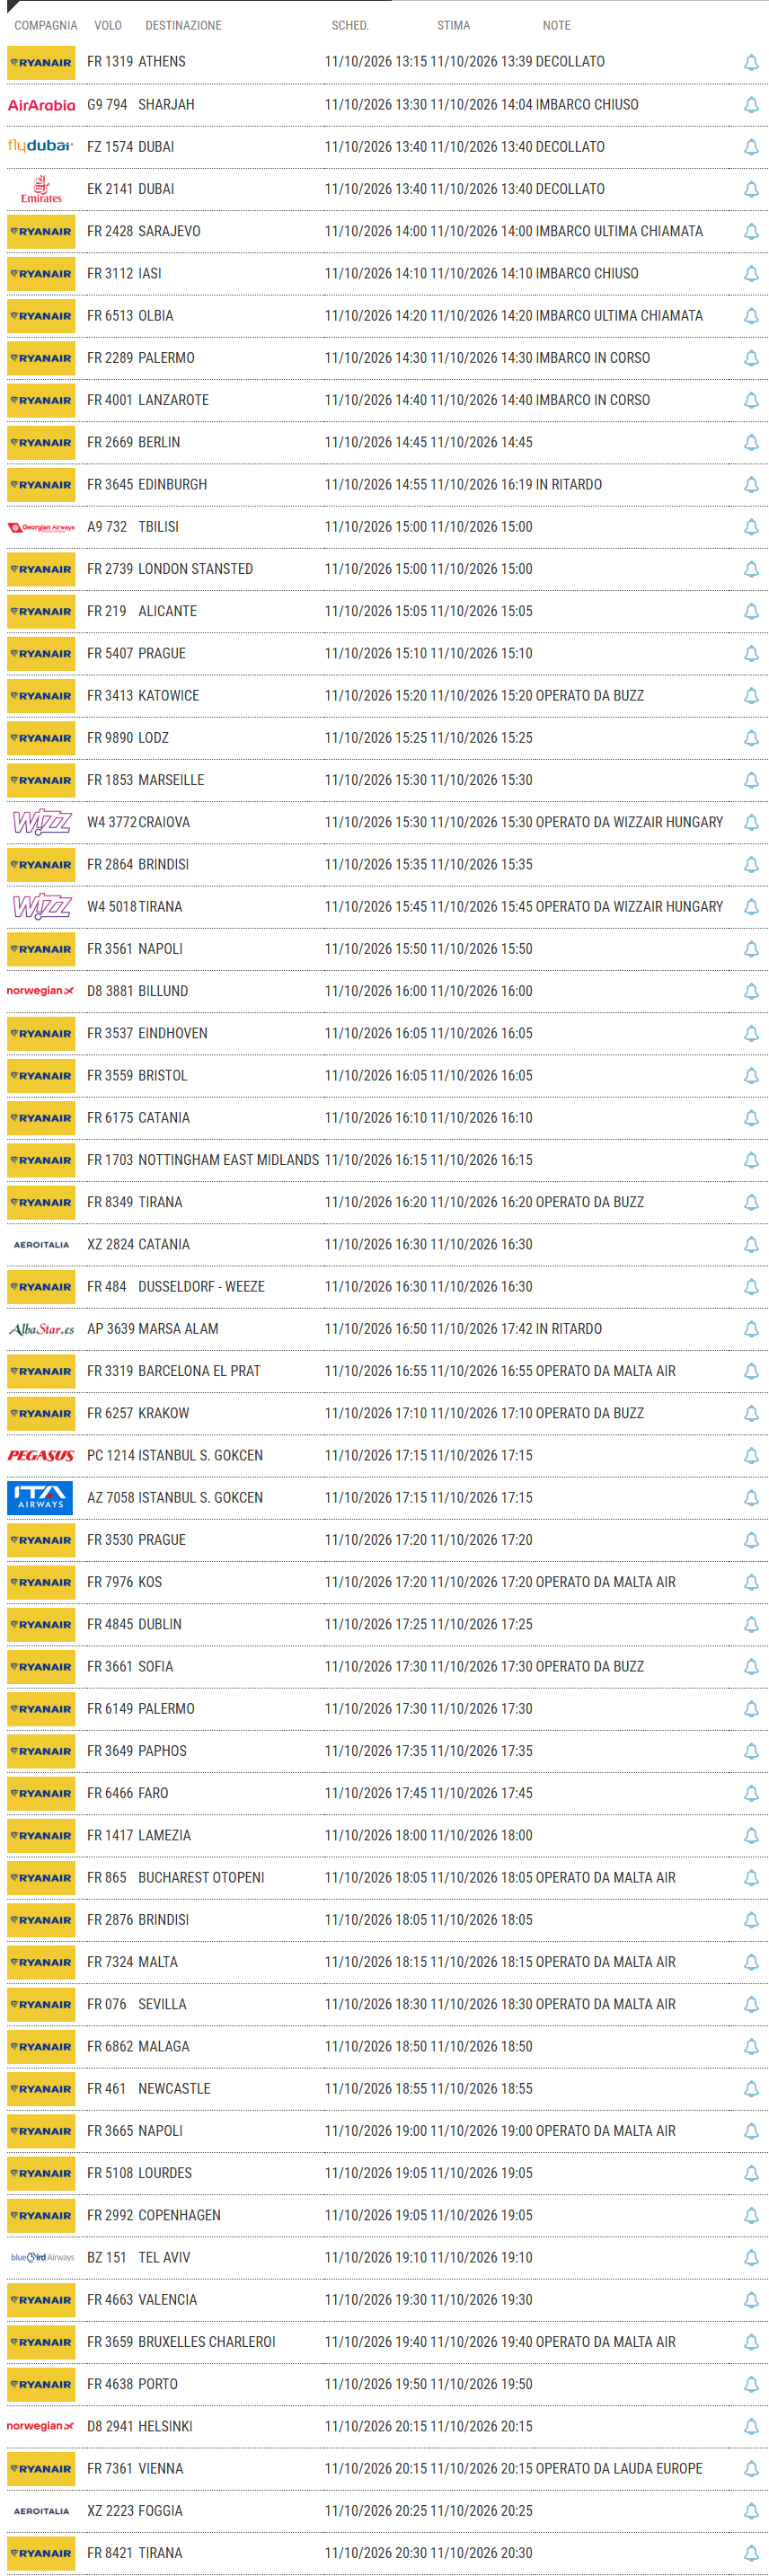 COMPAGNIA VOLO DESTINAZIONE SCHED. STIMA NOTE
RYANAIR FR 1319 ATHENS 11/10/2026 13:15 11/10/2026 13:39 DECOLLATO
AirArabia G9 794 SHARJAH 11/10/2026 13:30 11/10/2026 14:04 IMBARCO CHIUSO
flydubai FZ 1574 DUBAI 11/10/2026 13:40 11/10/2026 13:40 DECOLLATO
Emirates EK 2141 DUBAI 11/10/2026 13:40 11/10/2026 13:40 DECOLLATO
RYANAIR FR 2428 SARAJEVO 11/10/2026 14:00 11/10/2026 14:00 IMBARCO ULTIMA CHIAMATA
RYANAIR FR 3112 IASI 11/10/2026 14:10 11/10/2026 14:10 IMBARCO CHIUSO
RYANAIR FR 6513 OLBIA 11/10/2026 14:20 11/10/2026 14:20 IMBARCO ULTIMA CHIAMATA
RYANAIR FR 2289 PALERMO 11/10/2026 14:30 11/10/2026 14:30 IMBARCO IN CORSO
RYANAIR FR 4001 LANZAROTE 11/10/2026 14:40 11/10/2026 14:40 IMBARCO IN CORSO
RYANAIR FR 2669 BERLIN 11/10/2026 14:45 11/10/2026 14:45
RYANAIR FR 3645 EDINBURGH 11/10/2026 14:55 11/10/2026 16:19 IN RITARDO
Georgian Airways A9 732 TBILISI 11/10/2026 15:00 11/10/2026 15:00
RYANAIR FR 2739 LONDON STANSTED 11/10/2026 15:00 11/10/2026 15:00
RYANAIR FR 219 ALICANTE 11/10/2026 15:05 11/10/2026 15:05
RYANAIR FR 5407 PRAGUE 11/10/2026 15:10 11/10/2026 15:10
RYANAIR FR 3413 KATOWICE 11/10/2026 15:20 11/10/2026 15:20 OPERATO DA BUZZ
RYANAIR FR 9890 LODZ 11/10/2026 15:25 11/10/2026 15:25
RYANAIR FR 1853 MARSEILLE 11/10/2026 15:30 11/10/2026 15:30
WIZZ W4 3772 CRAIOVA 11/10/2026 15:30 11/10/2026 15:30 OPERATO DA WIZZAIR HUNGARY
RYANAIR FR 2864 BRINDISI 11/10/2026 15:35 11/10/2026 15:35
WIZZ W4 5018 TIRANA 11/10/2026 15:45 11/10/2026 15:45 OPERATO DA WIZZAIR HUNGARY
RYANAIR FR 3561 NAPOLI 11/10/2026 15:50 11/10/2026 15:50
norwegian D8 3881 BILLUND 11/10/2026 16:00 11/10/2026 16:00
RYANAIR FR 3537 EINDHOVEN 11/10/2026 16:05 11/10/2026 16:05
RYANAIR FR 3559 BRISTOL 11/10/2026 16:05 11/10/2026 16:05
RYANAIR FR 6175 CATANIA 11/10/2026 16:10 11/10/2026 16:10
RYANAIR FR 1703 NOTTINGHAM EAST MIDLANDS 11/10/2026 16:15 11/10/2026 16:15
RYANAIR FR 8349 TIRANA 11/10/2026 16:20 11/10/2026 16:20 OPERATO DA BUZZ
AEROITALIA XZ 2824 CATANIA 11/10/2026 16:30 11/10/2026 16:30
RYANAIR FR 484 DUSSELDORF - WEEZE 11/10/2026 16:30 11/10/2026 16:30
AlbaStar.es AP 3639 MARSA ALAM 11/10/2026 16:50 11/10/2026 17:42 IN RITARDO
RYANAIR FR 3319 BARCELONA EL PRAT 11/10/2026 16:55 11/10/2026 16:55 OPERATO DA MALTA AIR
RYANAIR FR 6257 KRAKOW 11/10/2026 17:10 11/10/2026 17:10 OPERATO DA BUZZ
PEGASUS PC 1214 ISTANBUL S. GOKCEN 11/10/2026 17:15 11/10/2026 17:15
ITA AIRWAYS AZ 7058 ISTANBUL S. GOKCEN 11/10/2026 17:15 11/10/2026 17:15
RYANAIR FR 3530 PRAGUE 11/10/2026 17:20 11/10/2026 17:20
RYANAIR FR 7976 KOS 11/10/2026 17:20 11/10/2026 17:20 OPERATO DA MALTA AIR
RYANAIR FR 4845 DUBLIN 11/10/2026 17:25 11/10/2026 17:25
RYANAIR FR 3661 SOFIA 11/10/2026 17:30 11/10/2026 17:30 OPERATO DA BUZZ
RYANAIR FR 6149 PALERMO 11/10/2026 17:30 11/10/2026 17:30
RYANAIR FR 3649 PAPHOS 11/10/2026 17:35 11/10/2026 17:35
RYANAIR FR 6466 FARO 11/10/2026 17:45 11/10/2026 17:45
RYANAIR FR 1417 LAMEZIA 11/10/2026 18:00 11/10/2026 18:00
RYANAIR FR 865 BUCHAREST OTOPENI 11/10/2026 18:05 11/10/2026 18:05 OPERATO DA MALTA AIR
RYANAIR FR 2876 BRINDISI 11/10/2026 18:05 11/10/2026 18:05
RYANAIR FR 7324 MALTA 11/10/2026 18:15 11/10/2026 18:15 OPERATO DA MALTA AIR
RYANAIR FR 076 SEVILLA 11/10/2026 18:30 11/10/2026 18:30 OPERATO DA MALTA AIR
RYANAIR FR 6862 MALAGA 11/10/2026 18:50 11/10/2026 18:50
RYANAIR FR 461 NEWCASTLE 11/10/2026 18:55 11/10/2026 18:55
RYANAIR FR 3665 NAPOLI 11/10/2026 19:00 11/10/2026 19:00 OPERATO DA MALTA AIR
RYANAIR FR 5108 LOURDES 11/10/2026 19:05 11/10/2026 19:05
RYANAIR FR 2992 COPENHAGEN 11/10/2026 19:05 11/10/2026 19:05
blueBird Airways BZ 151 TEL AVIV 11/10/2026 19:10 11/10/2026 19:10
RYANAIR FR 4663 VALENCIA 11/10/2026 19:30 11/10/2026 19:30
RYANAIR FR 3659 BRUXELLES CHARLEROI 11/10/2026 19:40 11/10/2026 19:40 OPERATO DA MALTA AIR
RYANAIR FR 4638 PORTO 11/10/2026 19:50 11/10/2026 19:50
norwegian D8 2941 HELSINKI 11/10/2026 20:15 11/10/2026 20:15
RYANAIR FR 7361 VIENNA 11/10/2026 20:15 11/10/2026 20:15 OPERATO DA LAUDA EUROPE
AEROITALIA XZ 2223 FOGGIA 11/10/2026 20:25 11/10/2026 20:25
RYANAIR FR 8421 TIRANA 11/10/2026 20:30 11/10/2026 20:30